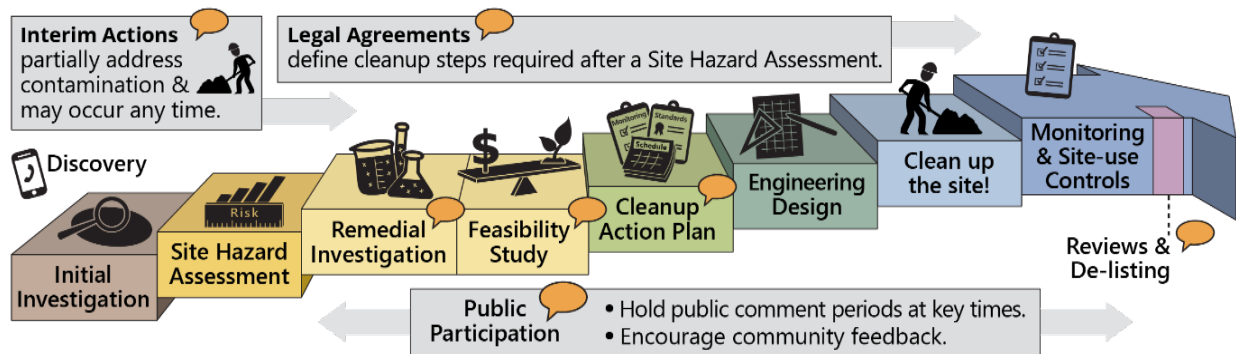 Interim Actions
partially address
contamination &
may occur any time.
Legal Agreements
define cleanup steps required after a Site Hazard Assessment.
Discovery
Initial
Investigation
Risk
Site Hazard
Assessment
Remedial
Investigation
$
Feasibility
Study
Monitoring
Standards
Schedule
Cleanup
Action Plan
Engineering
Design
Clean up
the site!
Monitoring
& Site-use
Controls
Reviews &
De-listing
Public
Participation
• Hold public comment periods at key times.
• Encourage community feedback.